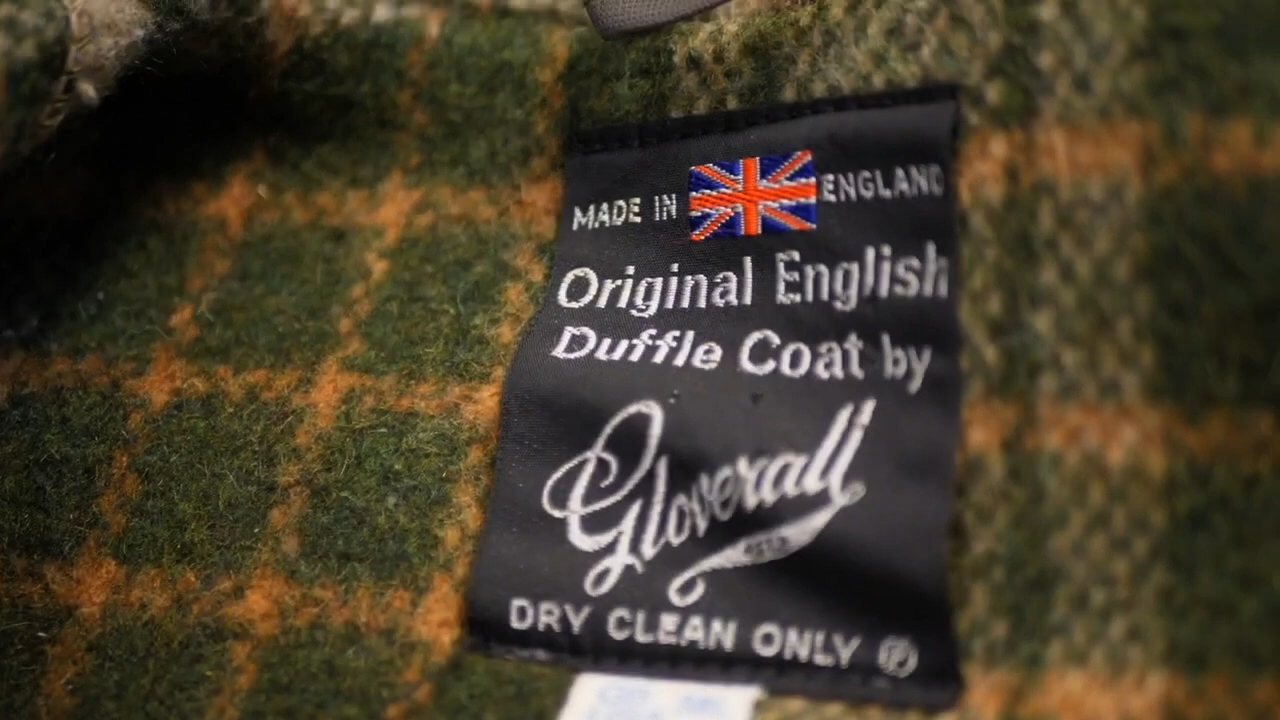 MADE IN ENGLAND
Original English
Duffle Coat by
Gloverall
DRY CLEAN ONLY Ⓟ